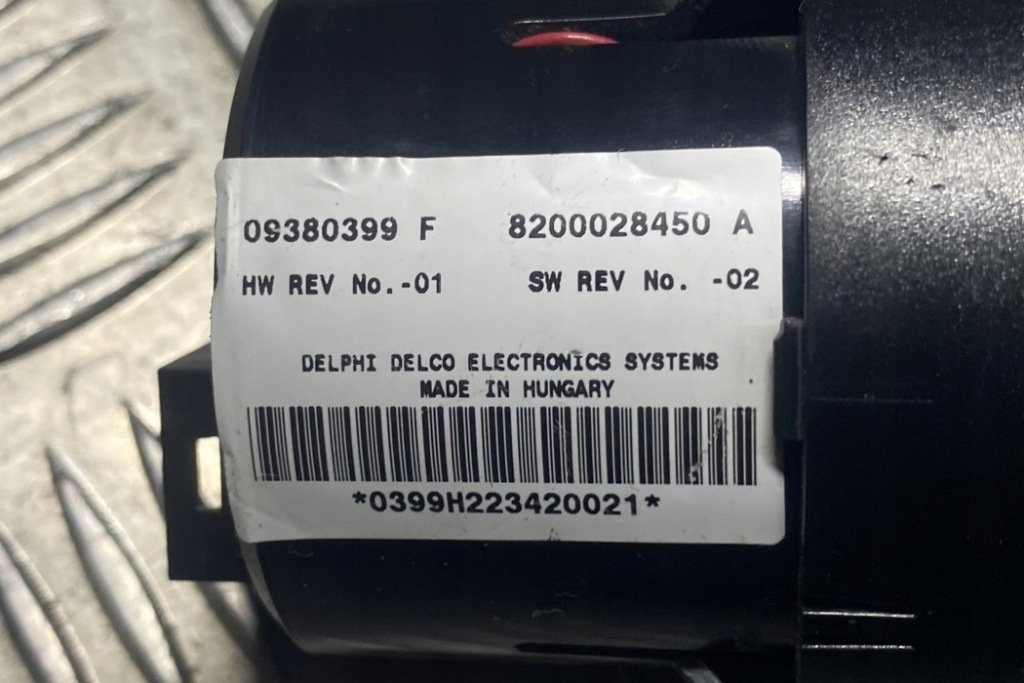 09380399 F 8200028450 A
HW REV No.-01 SW REV No. -02
DELPHI DELCO ELECTRONICS SYSTEMS
MADE IN HUNGARY
*0399H223420021*